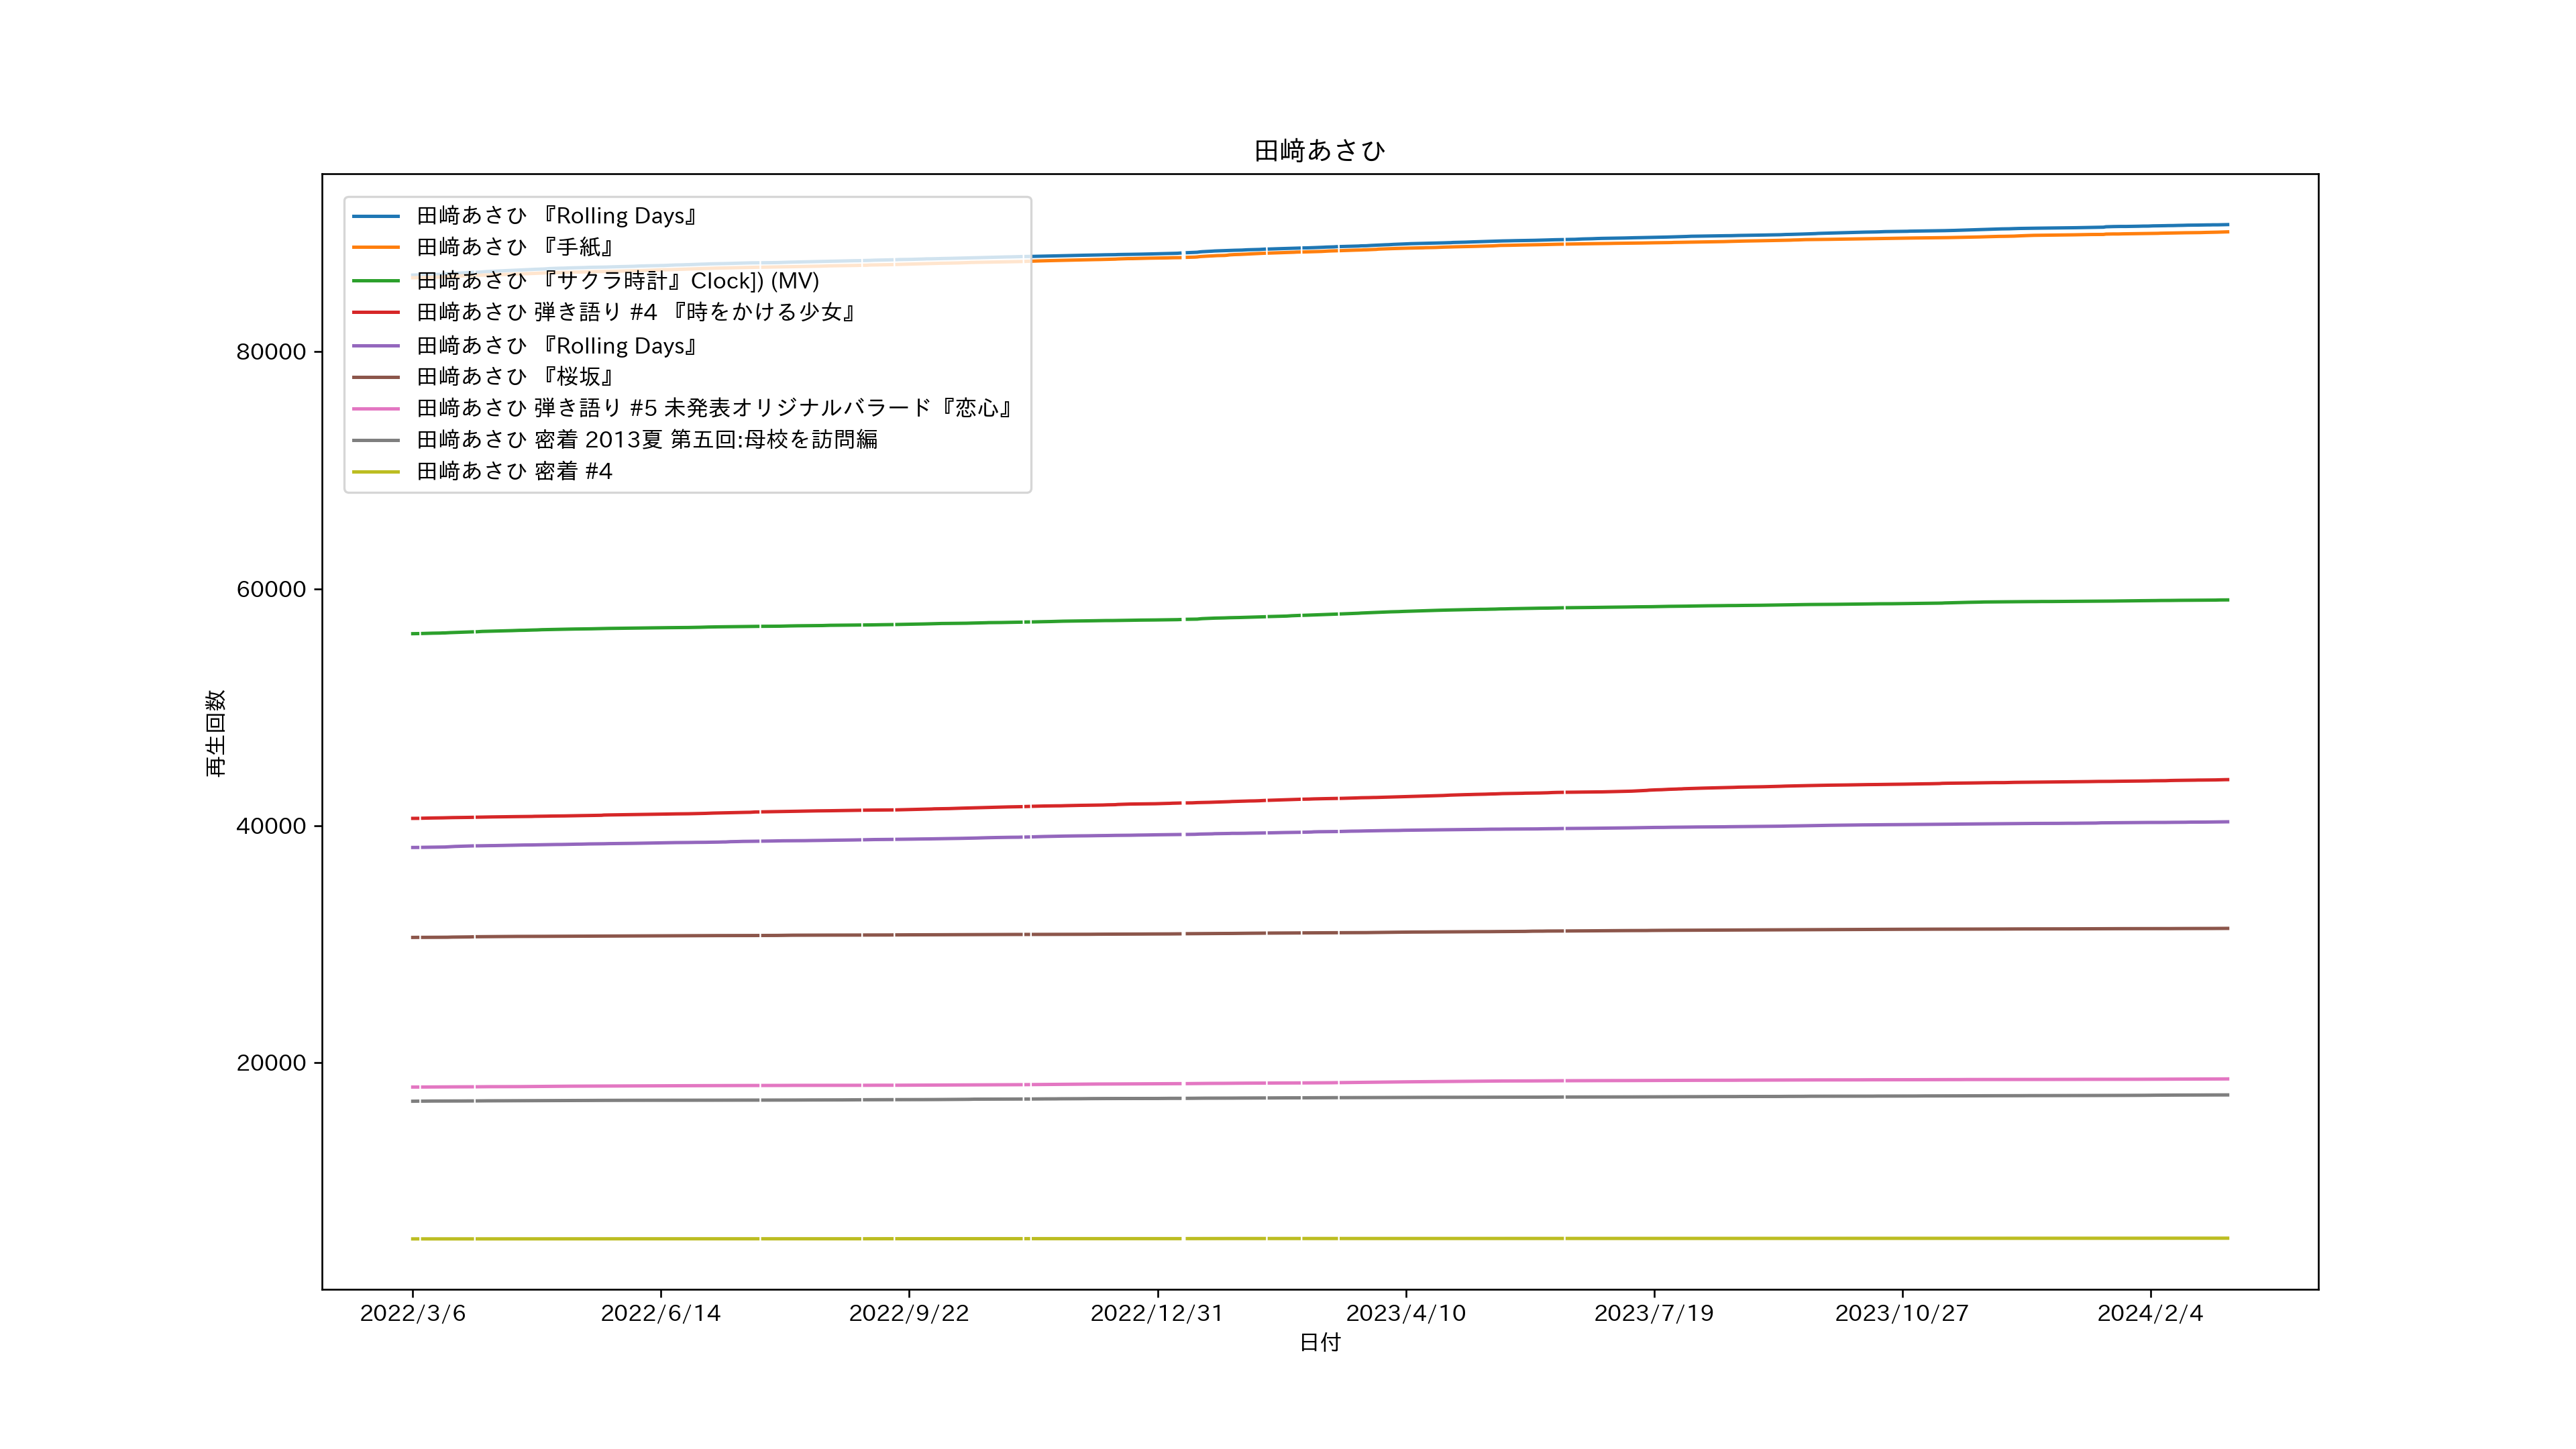 田﨑あさひ
田﨑あさひ 『Rolling Days』
田﨑あさひ 『手紙』
田﨑あさひ 『サクラ時計』Clock]) (MV)
田﨑あさひ 弾き語り #4 『時をかける少女』
田﨑あさひ 『Rolling Days』
田﨑あさひ 『桜坂』
田﨑あさひ 弾き語り #5 未発表オリジナルバラード『恋心』
田﨑あさひ 密着 2013夏 第五回:母校を訪問編
田﨑あさひ 密着 #4
80000
60000
40000
20000
再生回数
2022/3/6
2022/6/14
2022/9/22
2022/12/31
2023/4/10
2023/7/19
2023/10/27
2024/2/4
日付